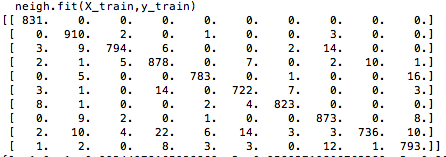 neigh.fit(X_train,y_train)
[[ 831. 0. 0. 0. 0. 0. 0. 0. 0. 0.]
[ 0. 910. 2. 0. 1. 0. 0. 3. 0. 0.]
[ 3. 9. 794. 6. 0. 0. 2. 14. 0. 0.]
[ 2. 1. 5. 878. 0. 7. 0. 2. 10. 1.]
[ 0. 5. 0. 0. 783. 0. 1. 0. 0. 16.]
[ 3. 1. 0. 14. 0. 722. 7. 0. 0. 3.]
[ 8. 1. 0. 0. 2. 4. 823. 0. 0. 0.]
[ 0. 9. 2. 0. 1. 0. 0. 873. 0. 8.]
[ 2. 10. 4. 22. 6. 14. 3. 3. 736. 10.]
[ 1. 2. 0. 8. 3. 3. 0. 12. 1. 793.]]